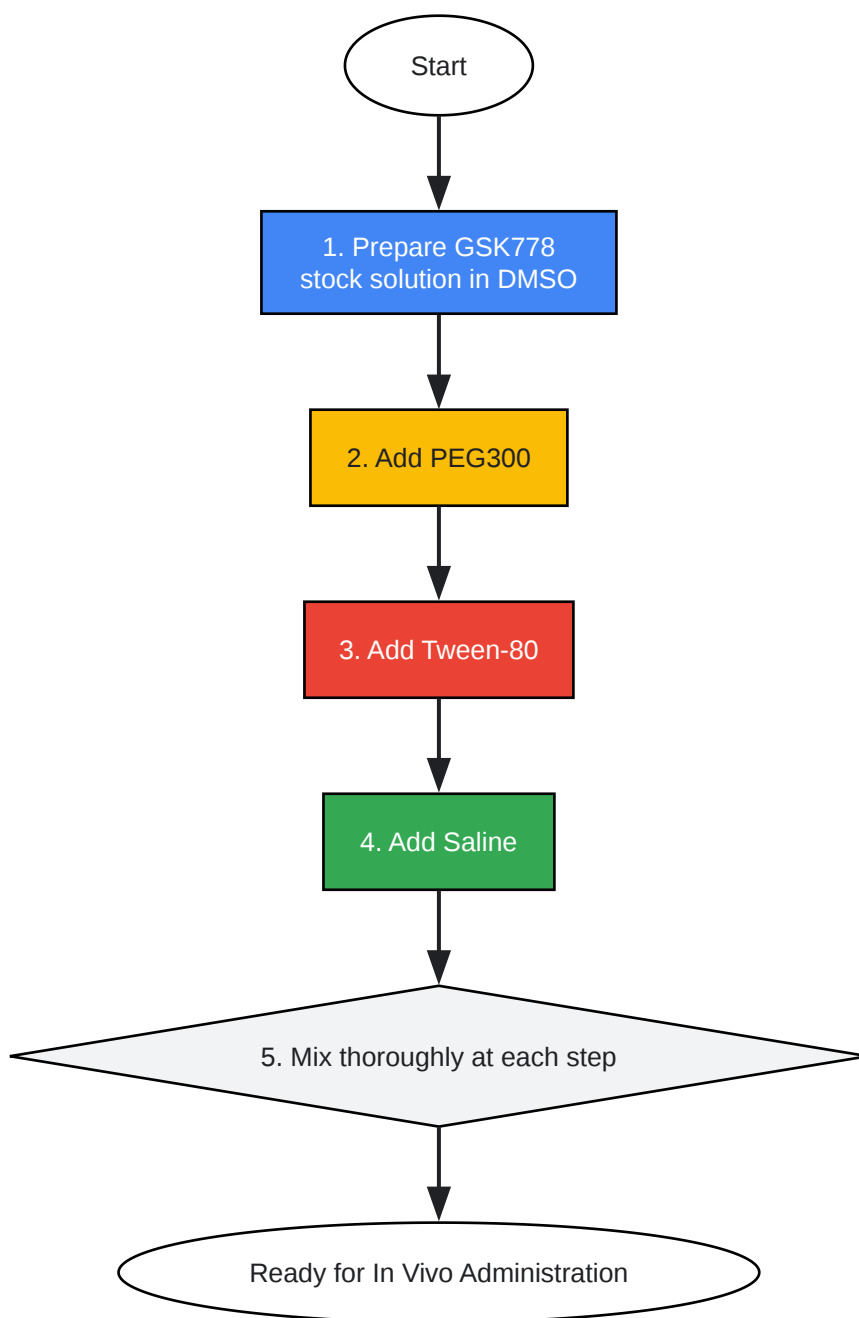 Start
1. Prepare GSK778
stock solution in DMSO
2. Add PEG300
3. Add Tween-80
4. Add Saline
5. Mix thoroughly at each step
Ready for In Vivo Administration